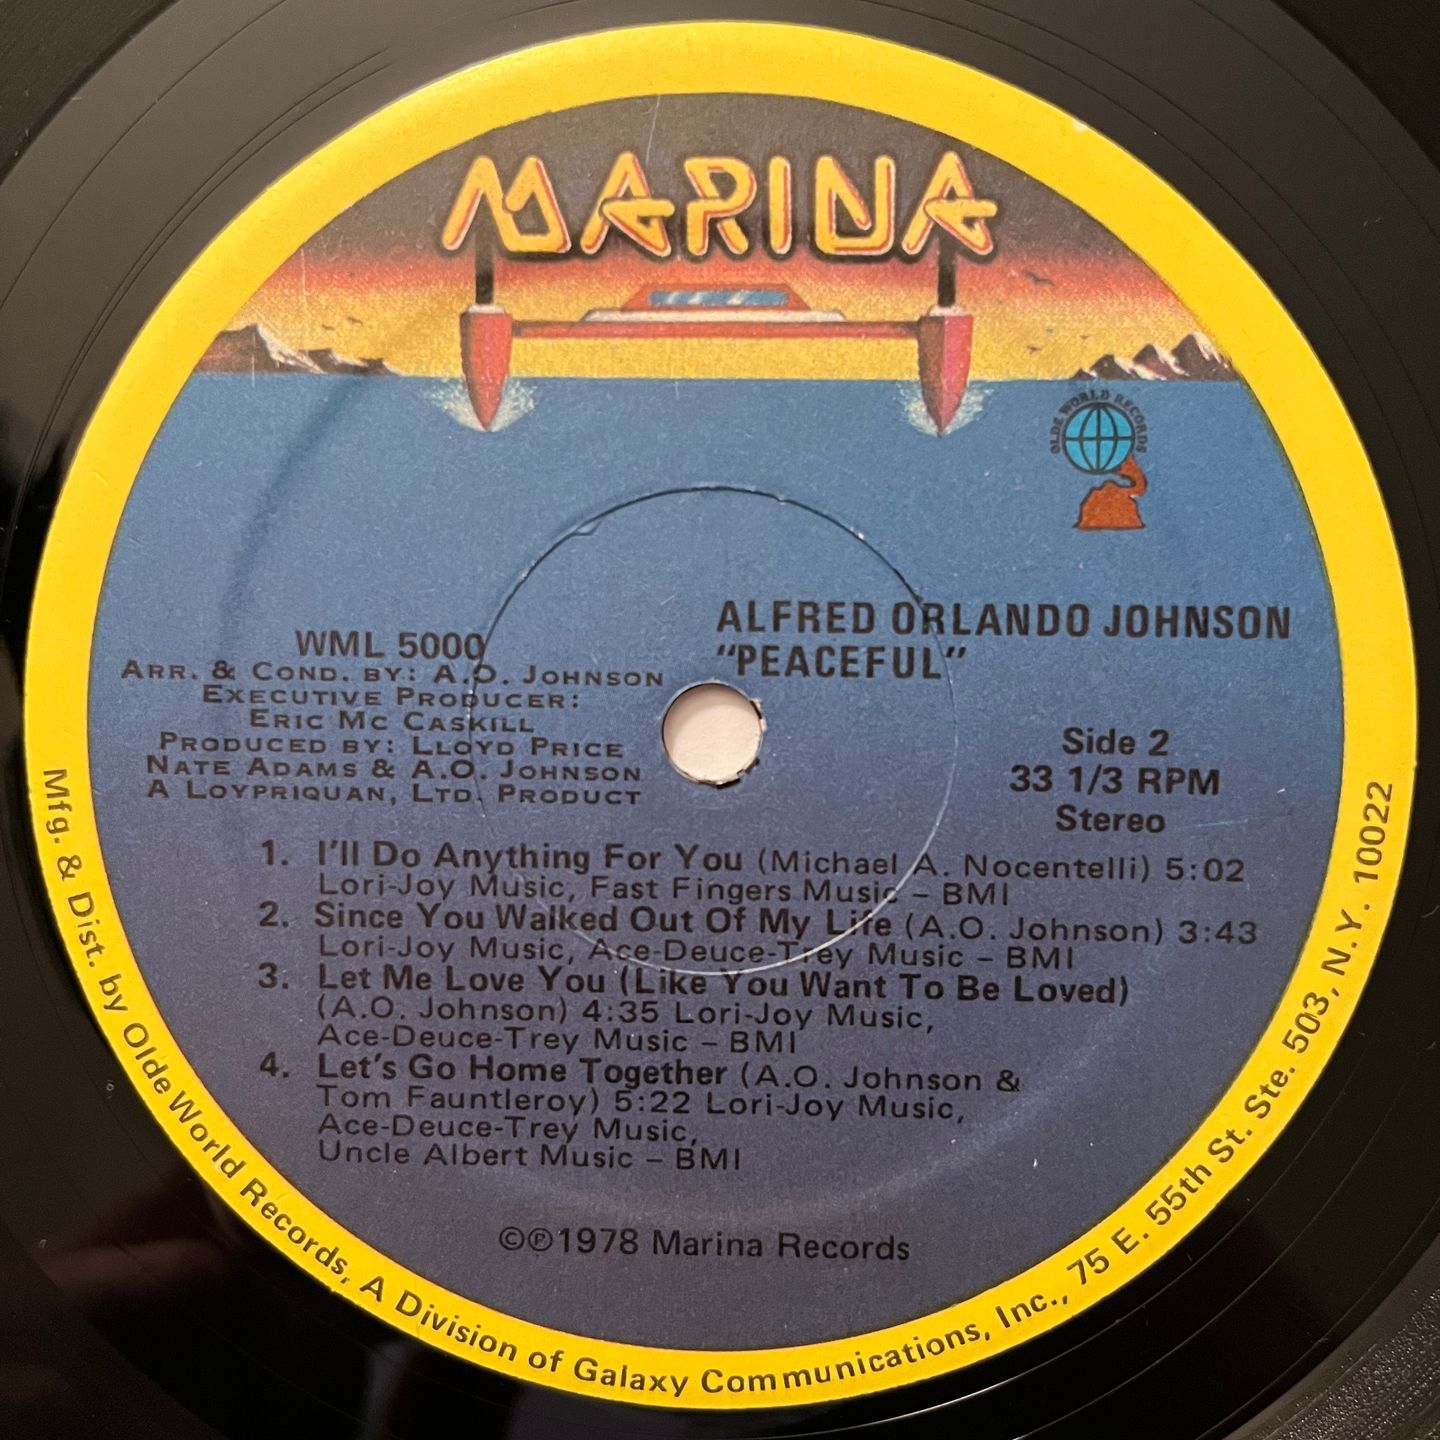 MARINA
OLDE WORLD RECORDS
ALFRED ORLANDO JOHNSON
"PEACEFUL"
WML 5000
ARR. & COND. BY: A.O. JOHNSON
EXECUTIVE PRODUCER:
ERIC MC CASKILL
PRODUCED BY: LLOYD PRICE
NATE ADAMS & A.O. JOHNSON
A LOYPRIQUAN, LTD. PRODUCT
Side 2
33 1/3 RPM
Stereo
1. I'll Do Anything For You (Michael A. Nocentelli) 5:02
Lori-Joy Music, Fast Fingers Music – BMI
2. Since You Walked Out Of My Life (A.O. Johnson) 3:43
Lori-Joy Music, Ace-Deuce-Trey Music – BMI
3. Let Me Love You (Like You Want To Be Loved)
(A.O. Johnson) 4:35 Lori-Joy Music,
Ace-Deuce-Trey Music – BMI
4. Let's Go Home Together (A.O. Johnson &
Tom Fauntleroy) 5:22 Lori-Joy Music,
Ace-Deuce-Trey Music,
Uncle Albert Music – BMI
©℗1978 Marina Records
Mfg. & Dist. by Olde World Records, A Division of Galaxy Communications, Inc., 75 E. 55th St. Ste. 503, N.Y. 10022